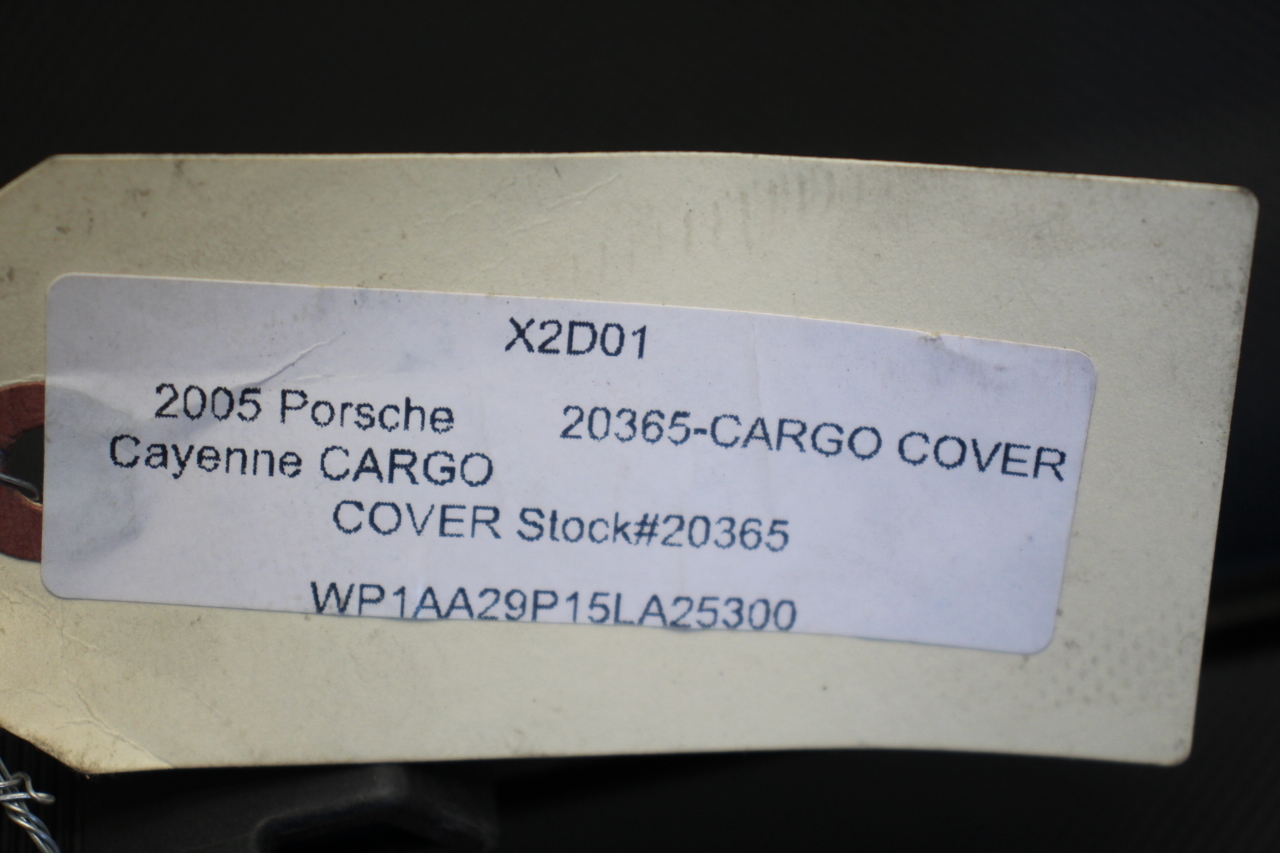 X2D01
2005 Porsche 20365-CARGO COVER
Cayenne CARGO
COVER Stock#20365
WP1AA29P15LA25300